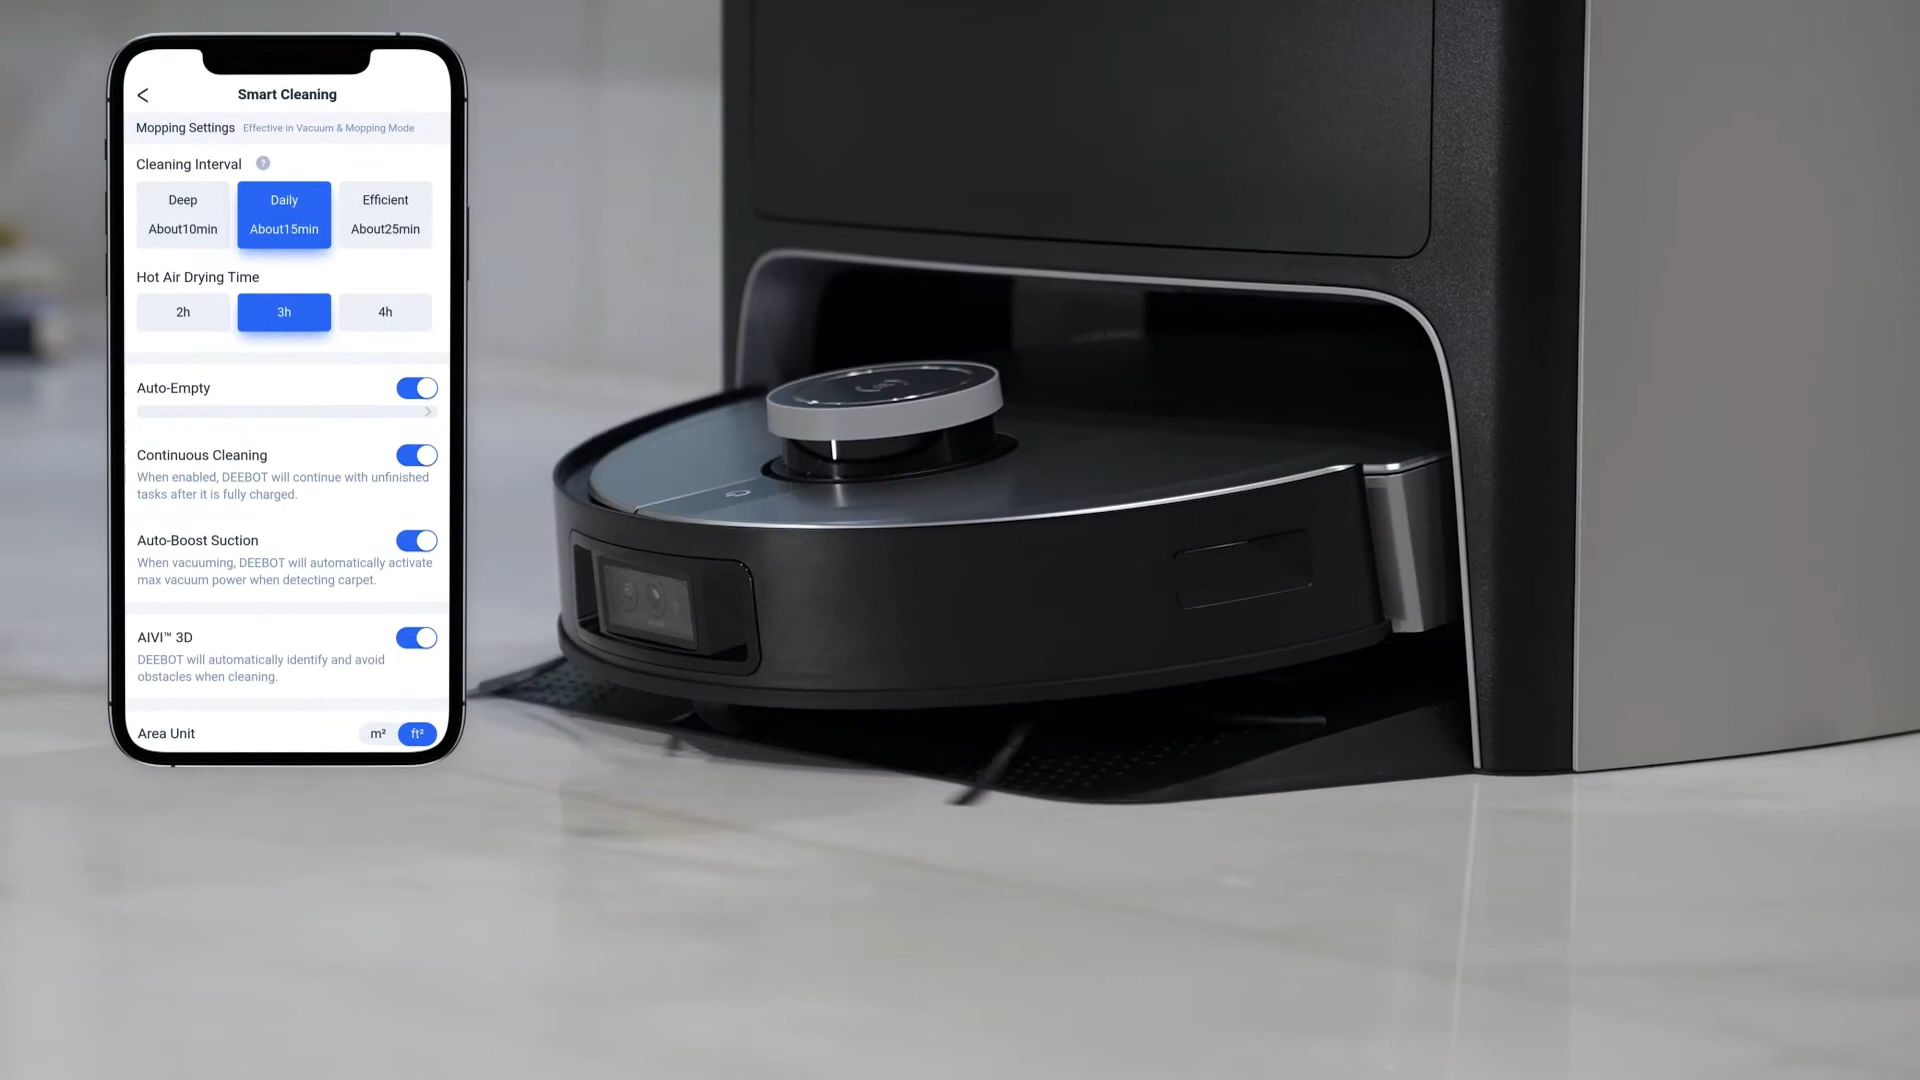 Smart Cleaning
Mopping Settings Effective in Vacuum & Mopping Mode
Cleaning Interval ?
Deep Daily Efficient
About10min About15min About25min
Hot Air Drying Time
2h 3h 4h
Auto-Empty
Continuous Cleaning
When enabled, DEEBOT will continue with unfinished
tasks after it is fully charged.
Auto-Boost Suction
When vacuuming, DEEBOT will automatically activate
max vacuum power when detecting carpet.
AIVI™ 3D
DEEBOT will automatically identify and avoid
obstacles when cleaning.
Area Unit m² ft²